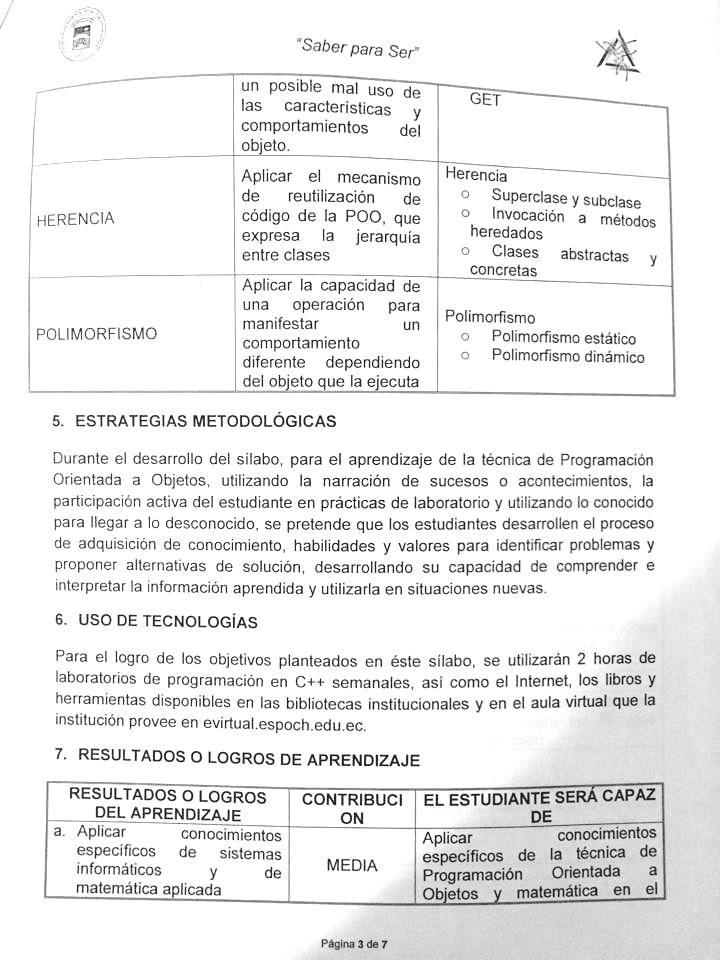 "Saber para Ser"
un posible mal uso de
las características y
comportamientos del
objeto.
GET
HERENCIA
Aplicar el mecanismo
de reutilización de
código de la POO, que
expresa la jerarquía
entre clases
Herencia
o Superclase y subclase
o Invocación a métodos
heredados
o Clases abstractas y
concretas
POLIMORFISMO
Aplicar la capacidad de
una operación para
manifestar un
comportamiento
diferente dependiendo
del objeto que la ejecuta
Polimorfismo
o Polimorfismo estático
o Polimorfismo dinámico
5. ESTRATEGIAS METODOLÓGICAS
Durante el desarrollo del sílabo, para el aprendizaje de la técnica de Programación
Orientada a Objetos, utilizando la narración de sucesos o acontecimientos, la
participación activa del estudiante en prácticas de laboratorio y utilizando lo conocido
para llegar a lo desconocido, se pretende que los estudiantes desarrollen el proceso
de adquisición de conocimiento, habilidades y valores para identificar problemas y
proponer alternativas de solución, desarrollando su capacidad de comprender e
interpretar la información aprendida y utilizarla en situaciones nuevas.
6. USO DE TECNOLOGÍAS
Para el logro de los objetivos planteados en éste sílabo, se utilizarán 2 horas de
laboratorios de programación en C++ semanales, así como el Internet, los libros y
herramientas disponibles en las bibliotecas institucionales y en el aula virtual que la
institución provee en evirtual.espoch.edu.ec.
7. RESULTADOS O LOGROS DE APRENDIZAJE
RESULTADOS O LOGROS
DEL APRENDIZAJE
CONTRIBUCI
ON
EL ESTUDIANTE SERÁ CAPAZ
DE
a. Aplicar conocimientos
específicos de sistemas
informáticos y de
matemática aplicada
MEDIA
Aplicar conocimientos
específicos de la técnica de
Programación Orientada a
Objetos y matemática en el
Página 3 de 7